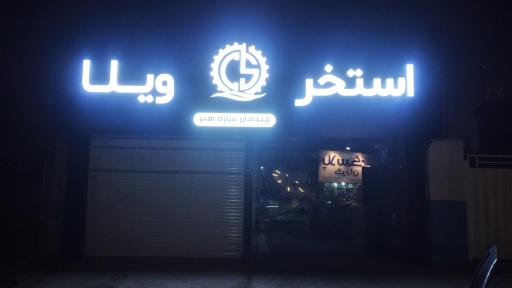 استخر ویلا
چیدمان سازه هنر